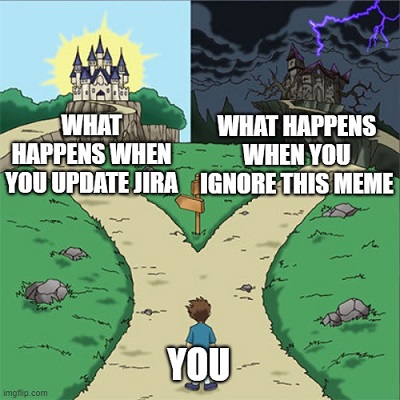 WHAT
HAPPENS WHEN
YOU UPDATE JIRA
WHAT HAPPENS
WHEN YOU
IGNORE THIS MEME
YOU
imgflip.com